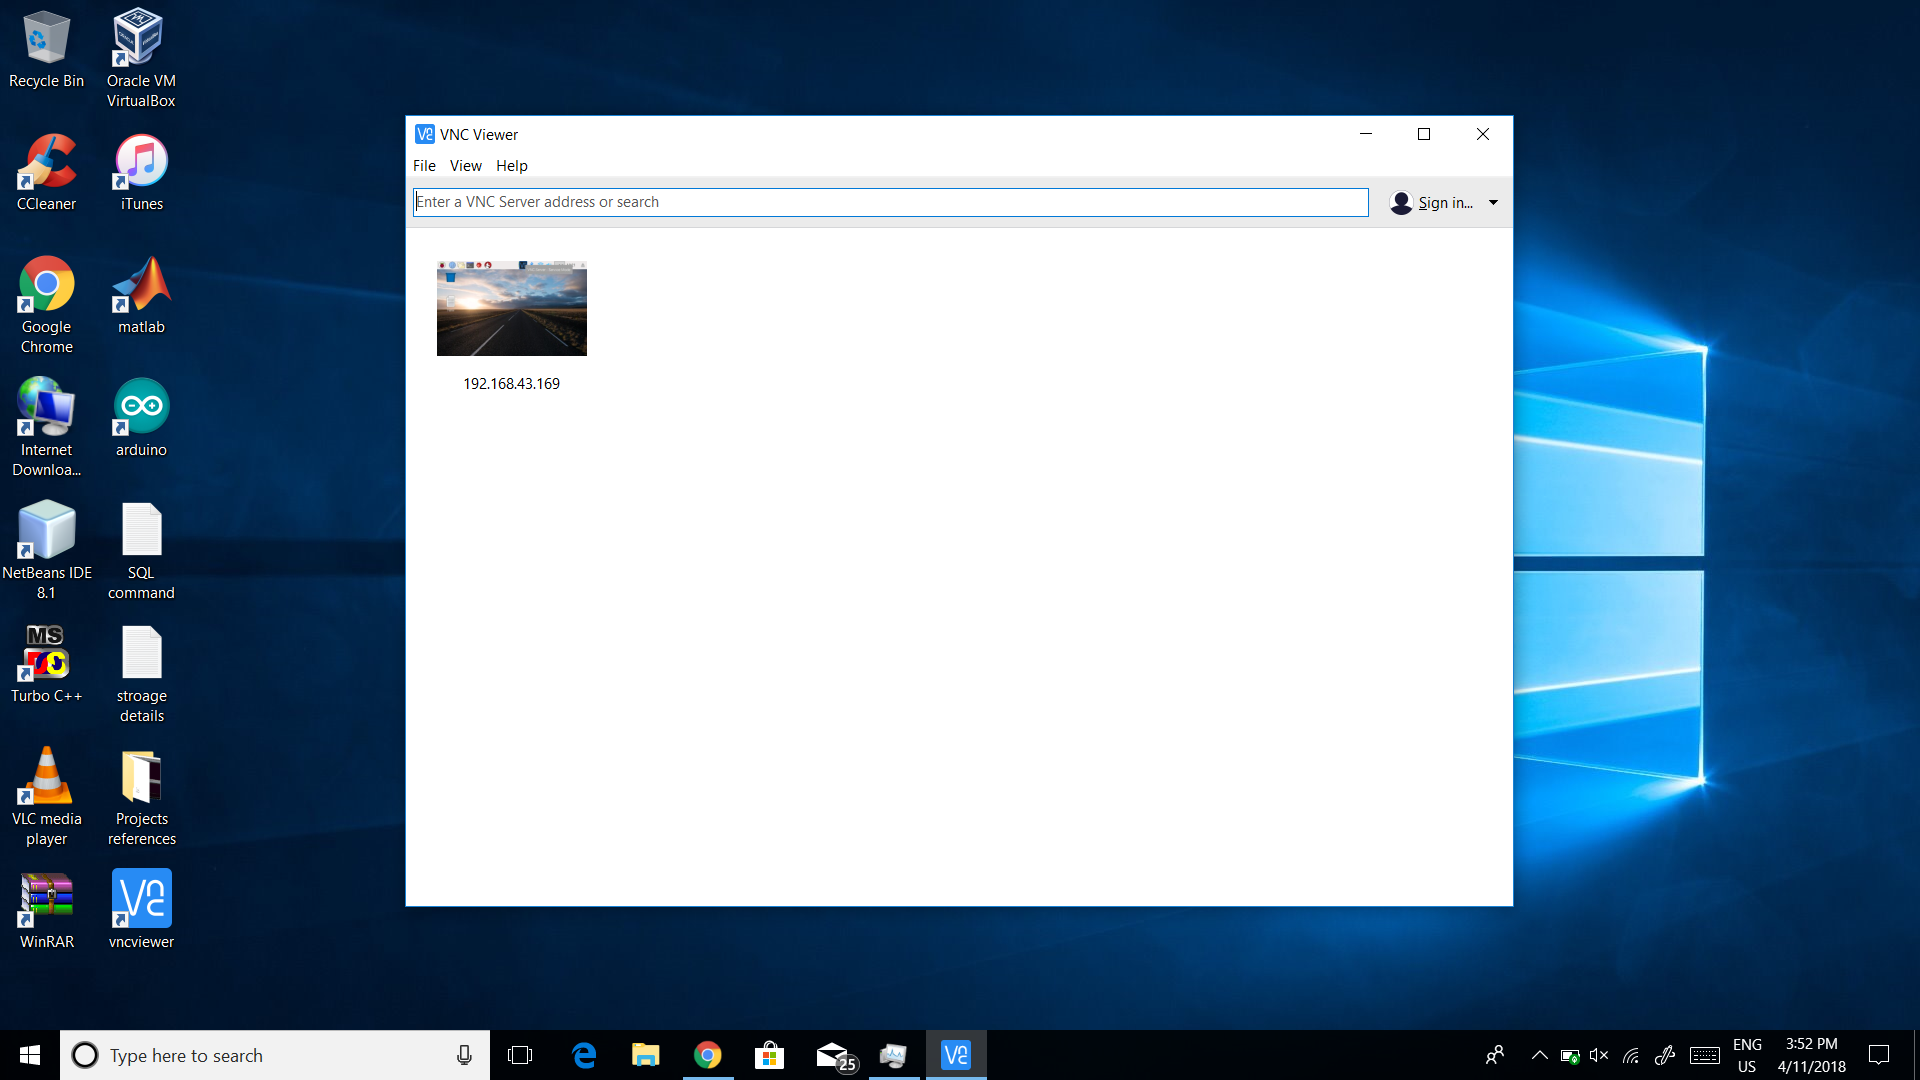 Recycle Bin
Oracle VM
VirtualBox
CCleaner
iTunes
Google
Chrome
matlab
Internet
Downloa...
arduino
NetBeans IDE
8.1
SQL
command
MS
Turbo C++
stroage
details
VLC media
player
Projects
references
WinRAR
vncviewer
VNC Viewer
File View Help
Enter a VNC Server address or search
Sign in...
192.168.43.169
Type here to search
25
ENG
US
3:52 PM
4/11/2018